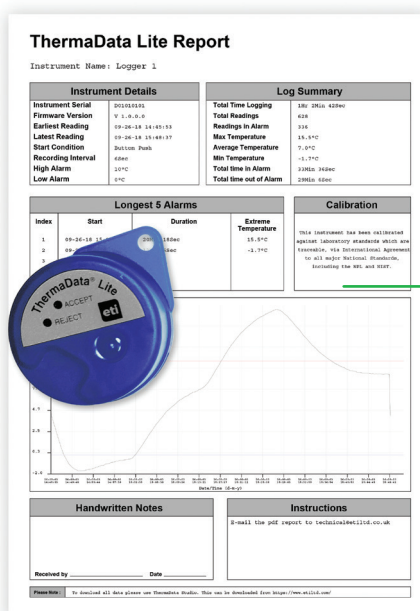 ThermaData Lite Report
Instrument Name: Logger 1
Instrument Details
Instrument Serial D01010101
Firmware Version V 1.0.0.0
Earliest Reading 09-26-18 14:45:53
Latest Reading 09-26-18 15:48:37
Start Condition Button Push
Recording Interval 6Sec
High Alarm 10°C
Low Alarm 0°C
Log Summary
Total Time Logging 1Hr 2Min 42Sec
Total Readings 628
Readings in Alarm 336
Max Temperature 15.5°C
Average Temperature 7.9°C
Min Temperature -1.7°C
Total time in Alarm 33Min 36Sec
Total time out of Alarm 29Min 6Sec
Longest 5 Alarms
Index Start Duration Extreme Temperature
1 09-26-18 18Sec 15.5°C
2 -1.7°C
Calibration
This instrument has been calibrated
against laboratory standards which are
traceable, via International Agreement
to all major National Standards,
including the NPL and NIST.
ThermaData® Lite
ACCEPT
REJECT
eti
Date/Time (d-m-y)
Handwritten Notes
Received by Date
Instructions
E-mail the pdf report to technical@etiltd.co.uk
Please Note : To download all data please use ThermaData Studio. This can be downloaded from https://www.etiltd.com/